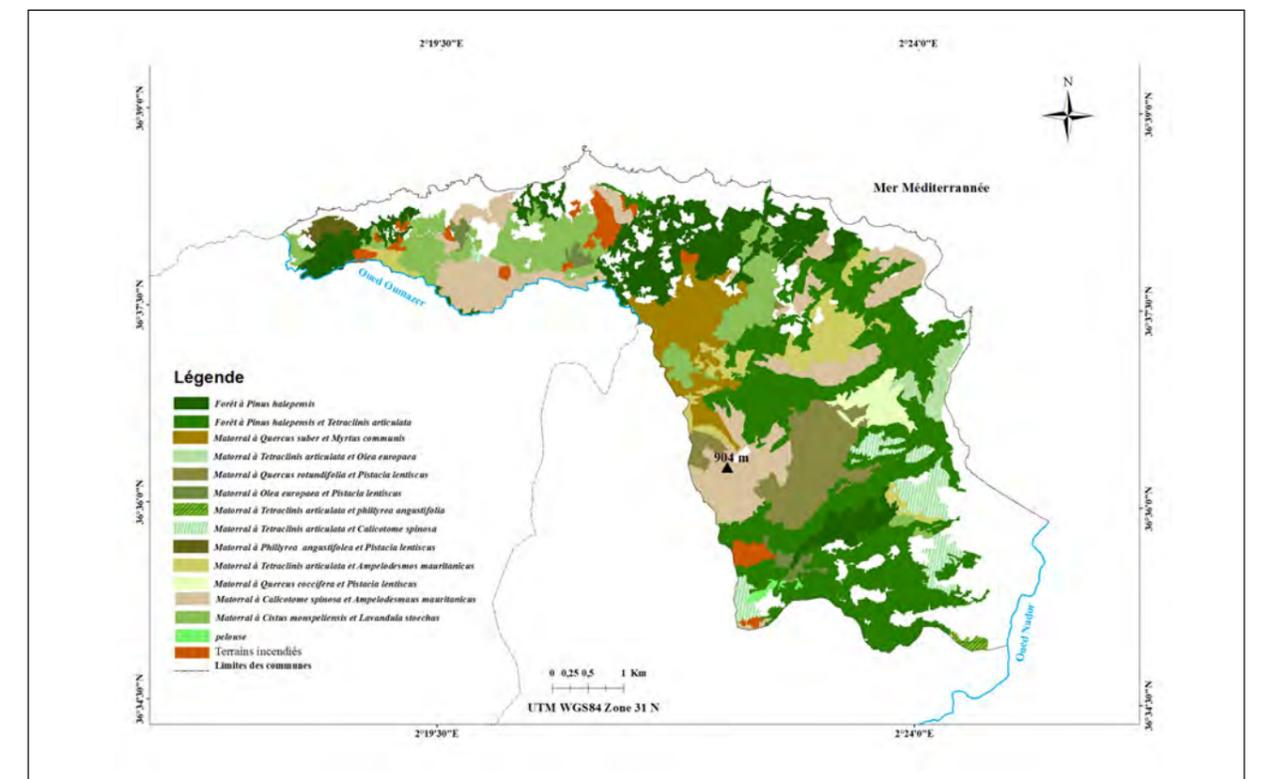 2°19'30"E
2°24'0"E
N
36°39'0"N
36°39'0"N
Mer Méditerrannée
Oued Oumazer
36°37'30"N
36°37'30"N
Légende
Forêt à Pinus halepensis
Forêt à Pinus halepensis et Tetraclinis articulata
Matorral à Quercus suber et Myrtus communis
Matorral à Tetraclinis articulata et Olea europaea
Matorral à Quercus rotundifolia et Pistacia lentiscus
Matorral à Olea europaea et Pistacia lentiscus
Matorral à Tetraclinis articulata et phillyrea angustifolia
Matorral à Tetraclinis articulata et Calicotome spinosa
Matorral à Phillyrea angustifolea et Pistacia lentiscus
Matorral à Tetraclinis articulata et Ampelodesmos mauritanicus
Matorral à Quercus coccifera et Pistacia lentiscus
Matorral à Calicotome spinosa et Ampelodesmaus mauritanicus
Matorral à Cistus monspeliensis et Lavandula stoechas
pelouse
Terrains incendiés
Limites des communes
904 m
36°36'0"N
36°36'0"N
Oued Nador
0 0,25 0,5 1 Km
UTM WGS84 Zone 31 N
36°34'30"N
36°34'30"N
2°19'30"E
2°24'0"E